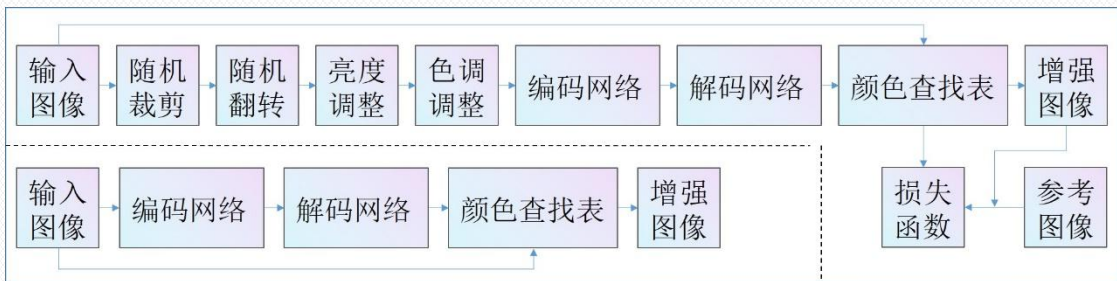 输入
图像
随机
裁剪
随机
翻转
亮度
调整
色调
调整
编码网络
解码网络
颜色查找表
增强
图像
输入
图像
编码网络
解码网络
颜色查找表
增强
图像
损失
函数
参考
图像